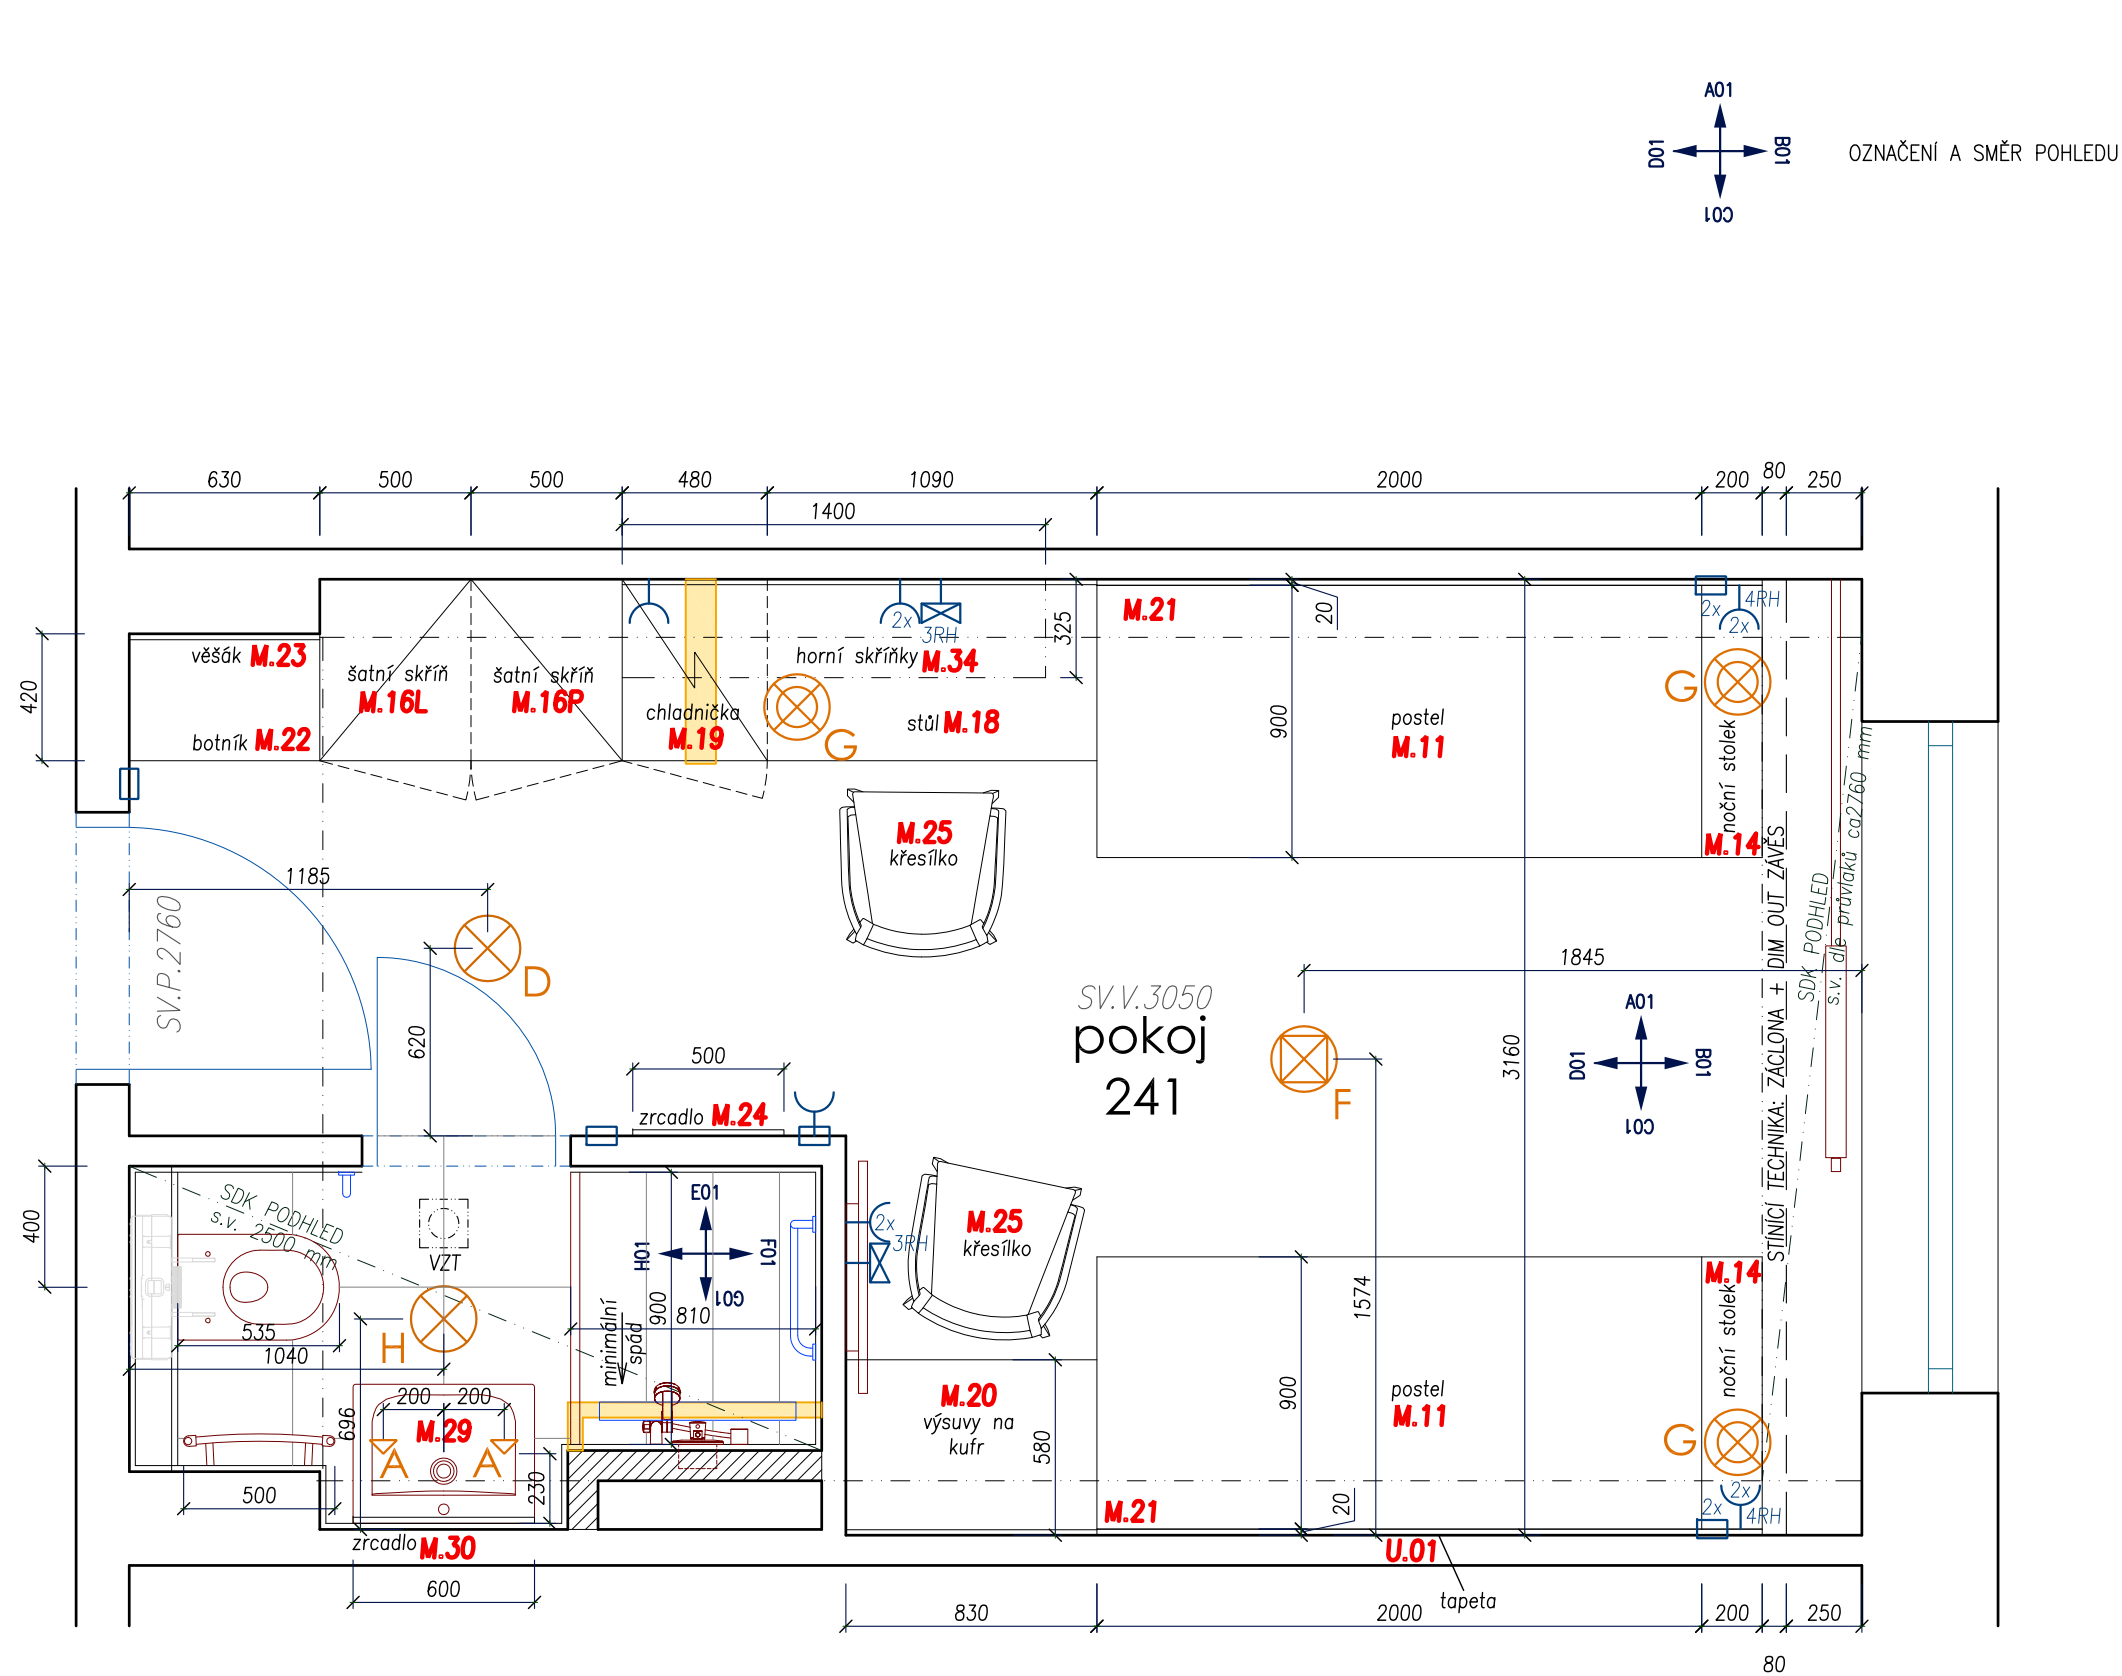 A01
D01
B01
OZNAČENÍ A SMĚR POHLEDU
C01
630
500
500
480
1090
2000
200
80
250
1400
20
325
M.21
2x
4RH
2x
2x
3RH
věšák M.23
horní skříňky M.34
420
šatní skříň
M.16L
šatní skříň
M.16P
chladnička
M.19
stůl M.18
G
botník M.22
900
postel
M.11
G
noční stolek
M.14
M.25
křesílko
1185
SV.P.2760
D
620
SV.V.3050
pokoj
241
1845
3160
F
A01
D01
B01
C01
STÍNÍCÍ TECHNIKA: ZÁCLONA + DIM OUT ZÁVĚS
SDK PODHLED
s.v. dle průvlaků ca2760 mm
500
zrcadlo M.24
400
SDK PODHLED
s.v. 2500 mm
VZT
E01
H01
F01
G01
900
810
minimální
spád
2x
3RH
M.25
křesílko
535
1040
H
696
200
200
M.29
A
A
230
500
zrcadlo M.30
600
M.20
výsuvy na
kufr
580
1574
900
postel
M.11
M.14
noční stolek
G
2x
2x
4RH
M.21
20
U.01
tapeta
830
2000
200
250
80